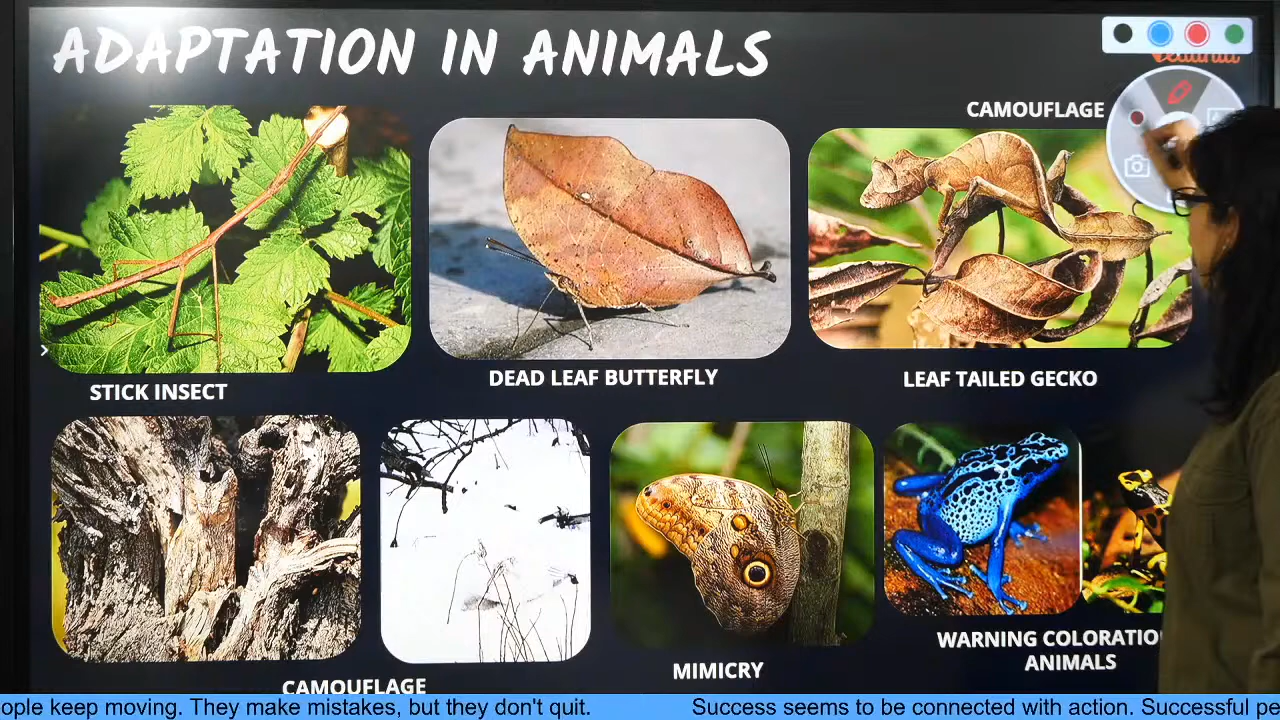 ADAPTATION IN ANIMALS
CAMOUFLAGE
STICK INSECT
DEAD LEAF BUTTERFLY
LEAF TAILED GECKO
CAMOUFLAGE
MIMICRY
WARNING COLORATIO
ANIMALS
ople keep moving. They make mistakes, but they don't quit. Success seems to be connected with action. Successful pe